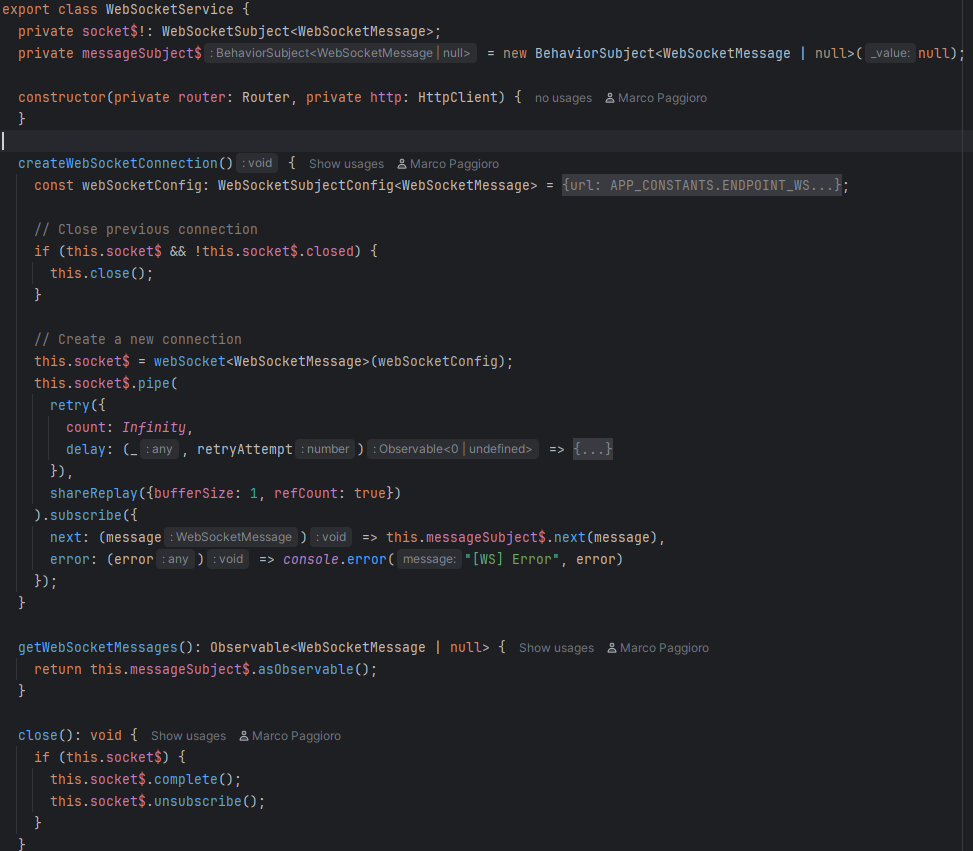 export class WebSocketService {
private socket$!: WebSocketSubject<WebSocketMessage>;
private messageSubject$ : BehaviorSubject<WebSocketMessage | null> = new BehaviorSubject<WebSocketMessage | null>( _value: null);
constructor(private router: Router, private http: HttpClient) { no usages Marco Paggioro
}
createWebSocketConnection() : void { Show usages Marco Paggioro
const webSocketConfig: WebSocketSubjectConfig<WebSocketMessage> = {url: APP_CONSTANTS.ENDPOINT_WS...};
// Close previous connection
if (this.socket$ && !this.socket$.closed) {
this.close();
}
// Create a new connection
this.socket$ = webSocket<WebSocketMessage>(webSocketConfig);
this.socket$.pipe(
retry({
count: Infinity,
delay: (_ : any , retryAttempt : number ) : Observable<0 | undefined> => {...}
}),
shareReplay({bufferSize: 1, refCount: true})
).subscribe({
next: (message : WebSocketMessage ) : void => this.messageSubject$.next(message),
error: (error : any ) : void => console.error( message: "[WS] Error", error)
});
}
getWebSocketMessages(): Observable<WebSocketMessage | null> { Show usages Marco Paggioro
return this.messageSubject$.asObservable();
}
close(): void { Show usages Marco Paggioro
if (this.socket$) {
this.socket$.complete();
this.socket$.unsubscribe();
}
}